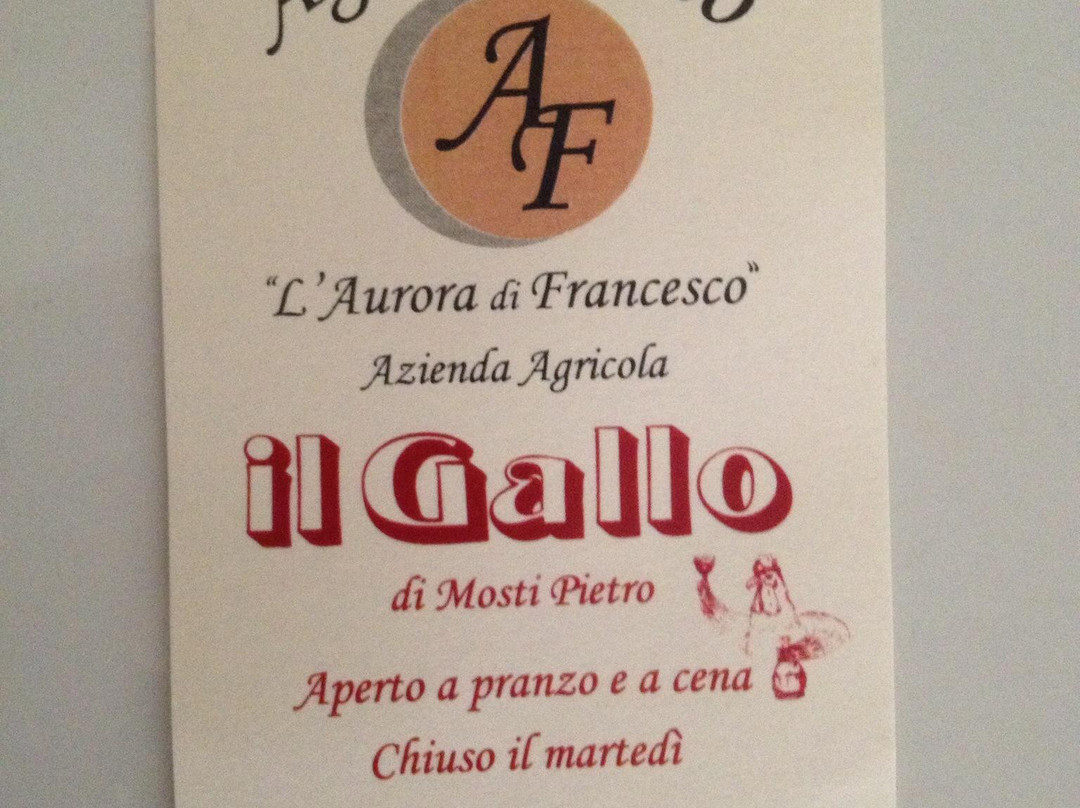 AF
"L'Aurora di Francesco"
Azienda Agricola
il Gallo
di Mosti Pietro
Aperto a pranzo e a cena
Chiuso il martedì